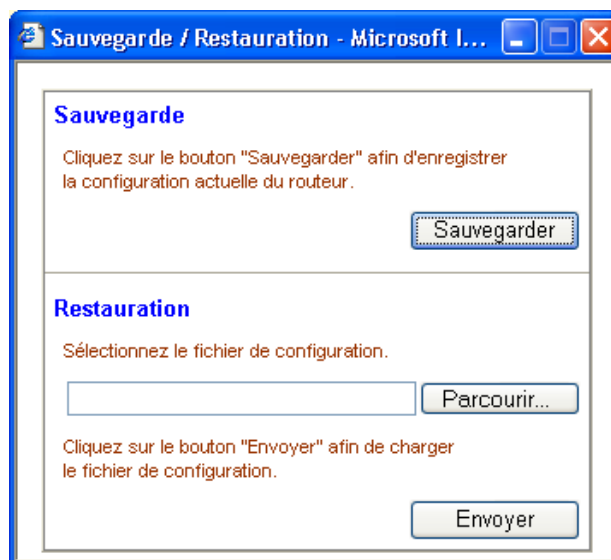 Sauvegarde / Restauration - Microsoft I...
Sauvegarde
Cliquez sur le bouton "Sauvegarder" afin d'enregistrer
la configuration actuelle du routeur.
Sauvegarder
Restauration
Sélectionnez le fichier de configuration.
Parcourir...
Cliquez sur le bouton "Envoyer" afin de charger
le fichier de configuration.
Envoyer